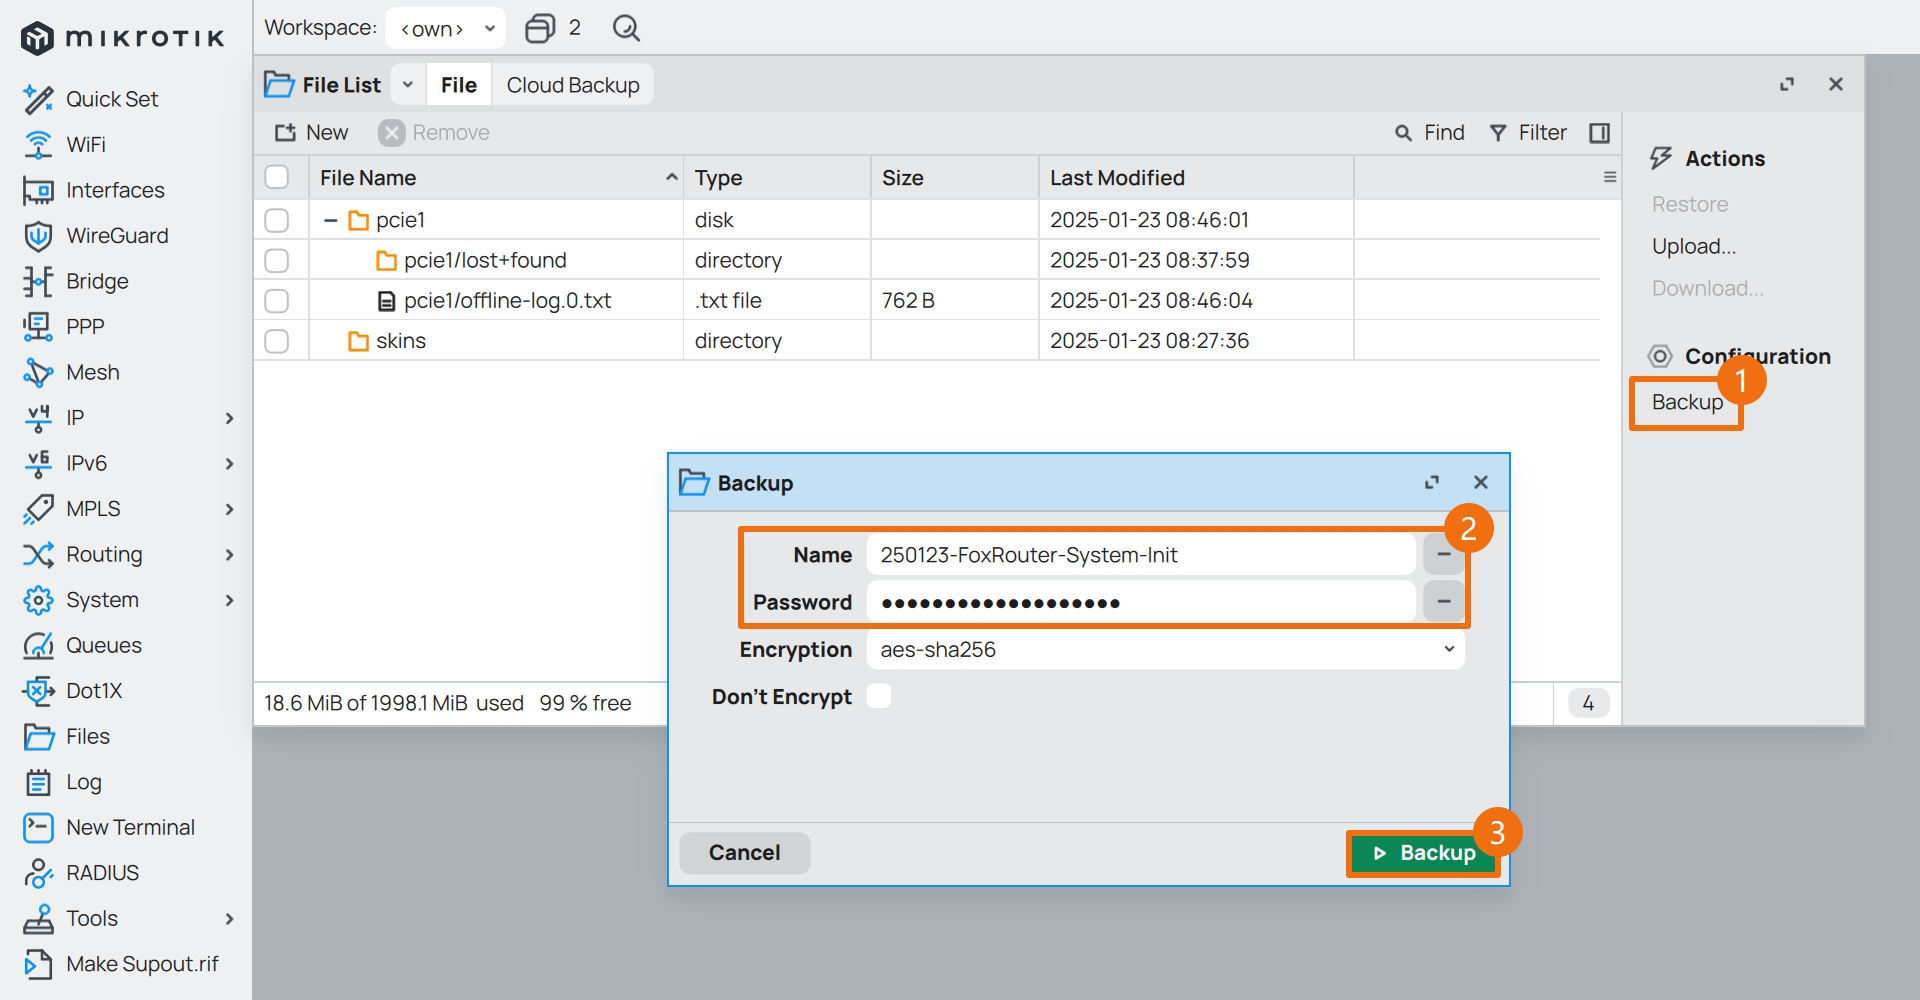 mikrotik
Workspace: <own> 2
Quick Set
WiFi
Interfaces
WireGuard
Bridge
PPP
Mesh
v4 IP
v6 IPv6
MPLS
Routing
System
Queues
Dot1X
Files
Log
New Terminal
RADIUS
Tools
Make Supout.rif
File List File Cloud Backup
New Remove Find Filter
File Name Type Size Last Modified
pcie1 disk 2025-01-23 08:46:01
pcie1/lost+found directory 2025-01-23 08:37:59
pcie1/offline-log.0.txt .txt file 762 B 2025-01-23 08:46:04
skins directory 2025-01-23 08:27:36
18.6 MiB of 1998.1 MiB used 99 % free 4
Actions
Restore
Upload...
Download...
Configuration
1
Backup
Backup
2
Name 250123-FoxRouter-System-Init
Password ●●●●●●●●●●●●●●●●●●●
Encryption aes-sha256
Don't Encrypt
3
Cancel Backup